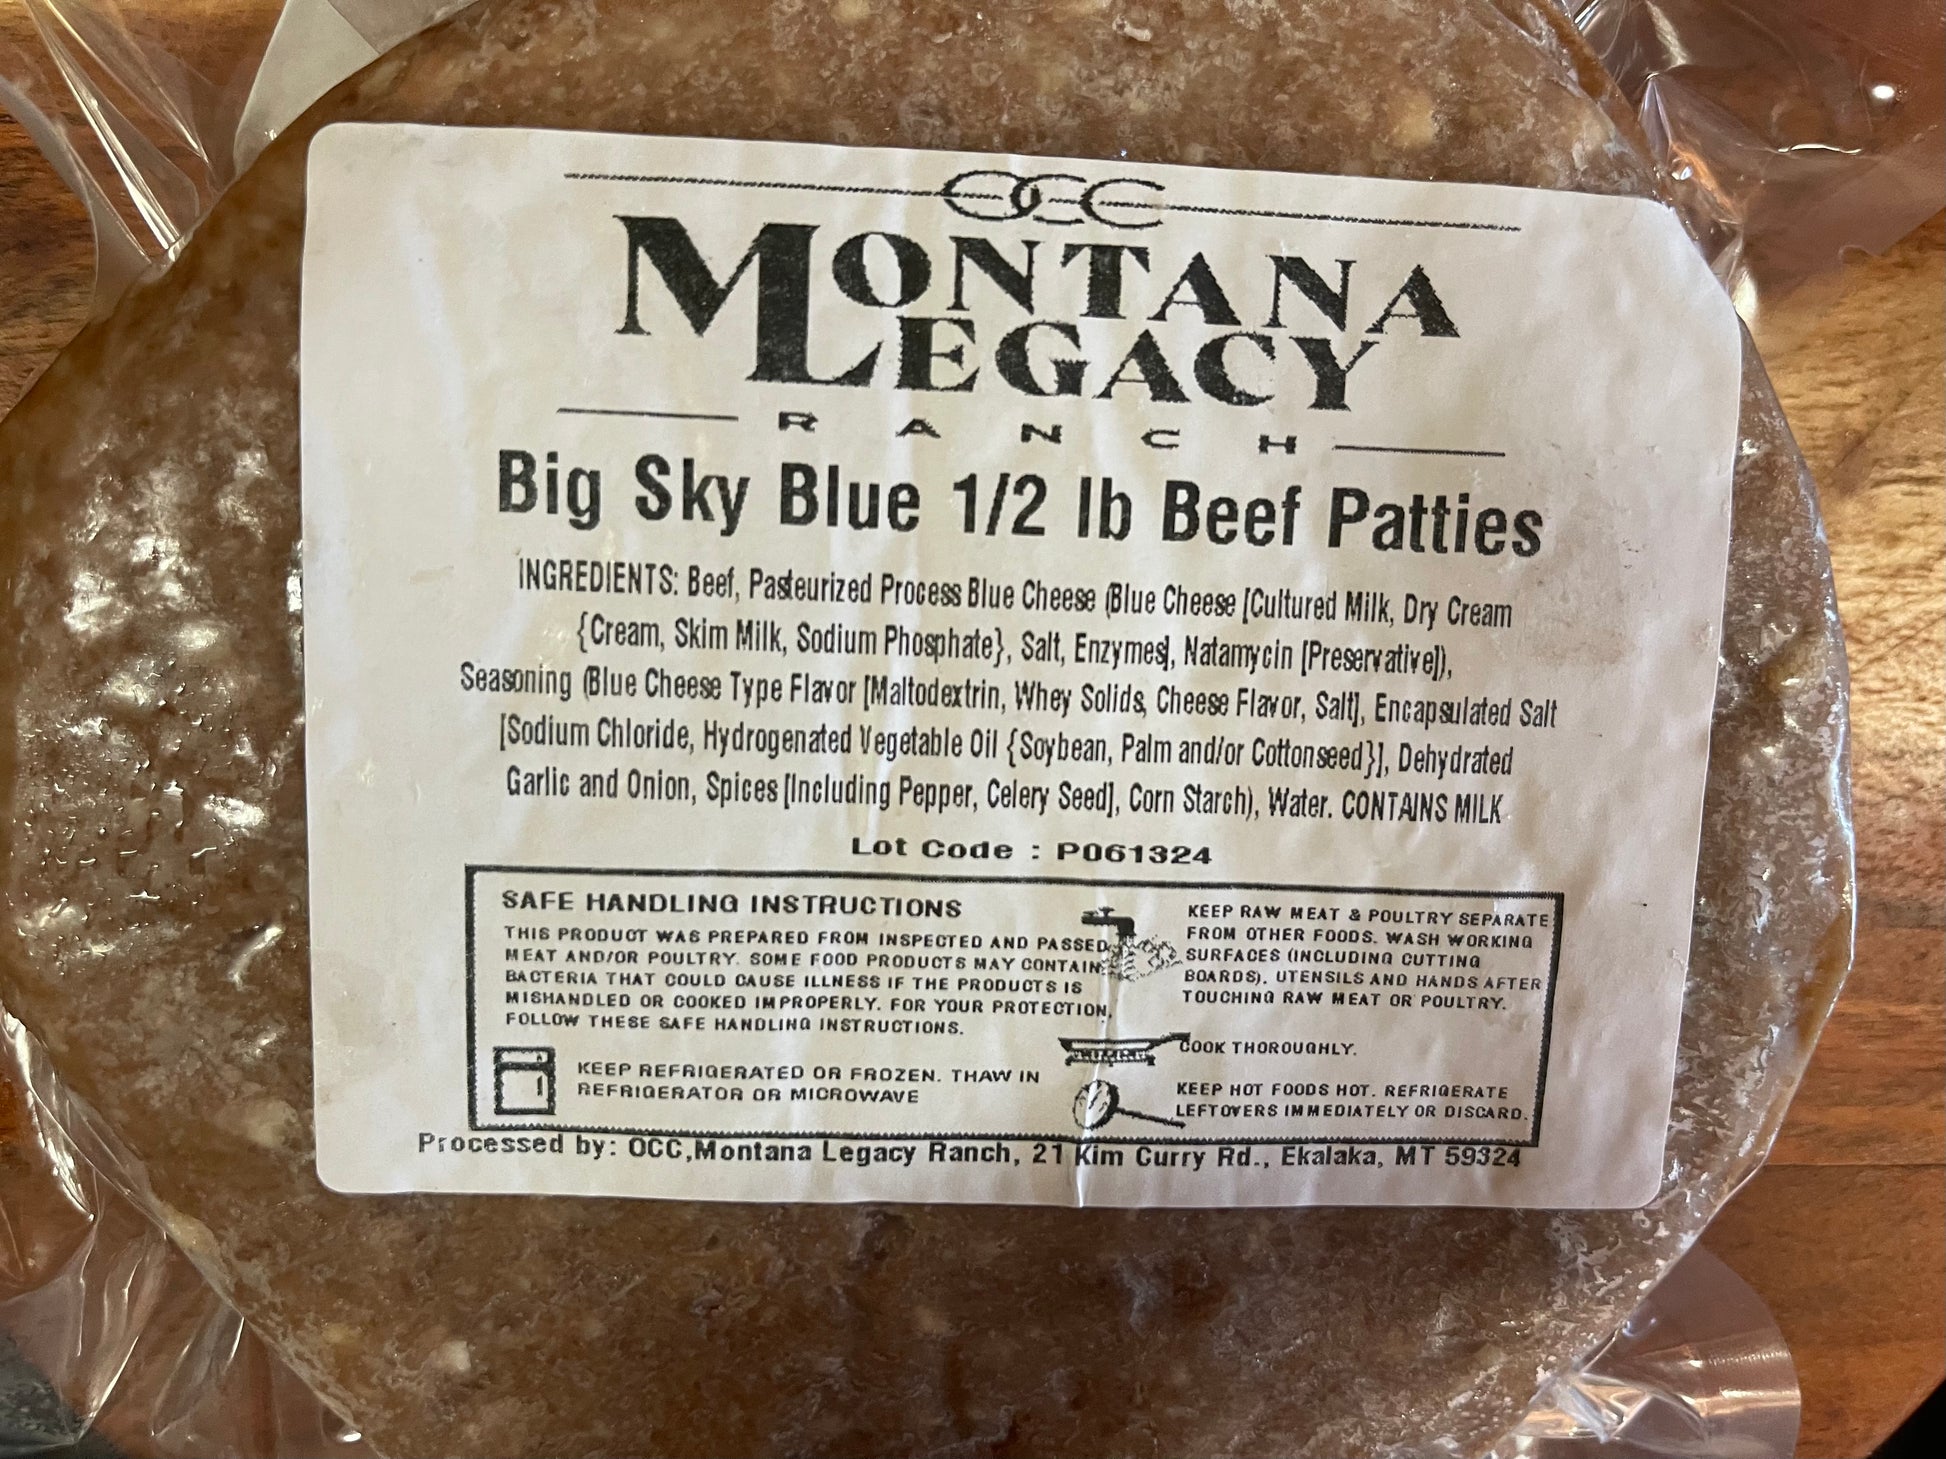 OCC
MONTANA
LEGACY
RANCH
Big Sky Blue 1/2 lb Beef Patties
INGREDIENTS: Beef, Pasteurized Process Blue Cheese (Blue Cheese [Cultured Milk, Dry Cream
{Cream, Skim Milk, Sodium Phosphate}, Salt, Enzymes], Natamycin [Preservative]),
Seasoning (Blue Cheese Type Flavor [Maltodextrin, Whey Solids, Cheese Flavor, Salt], Encapsulated Salt
[Sodium Chloride, Hydrogenated Vegetable Oil {Soybean, Palm and/or Cottonseed}], Dehydrated
Garlic and Onion, Spices [Including Pepper, Celery Seed], Corn Starch), Water. CONTAINS MILK
Lot Code : P061324
SAFE HANDLING INSTRUCTIONS
THIS PRODUCT WAS PREPARED FROM INSPECTED AND PASSED
MEAT AND/OR POULTRY. SOME FOOD PRODUCTS MAY CONTAIN
BACTERIA THAT COULD CAUSE ILLNESS IF THE PRODUCTS IS
MISHANDLED OR COOKED IMPROPERLY. FOR YOUR PROTECTION,
FOLLOW THESE SAFE HANDLING INSTRUCTIONS.
KEEP REFRIGERATED OR FROZEN. THAW IN
REFRIGERATOR OR MICROWAVE
KEEP RAW MEAT & POULTRY SEPARATE
FROM OTHER FOODS. WASH WORKING
SURFACES (INCLUDING CUTTING
BOARDS), UTENSILS AND HANDS AFTER
TOUCHING RAW MEAT OR POULTRY.
COOK THOROUGHLY.
KEEP HOT FOODS HOT. REFRIGERATE
LEFTOVERS IMMEDIATELY OR DISCARD.
Processed by: OCC,Montana Legacy Ranch, 21 Kim Curry Rd., Ekalaka, MT 59324